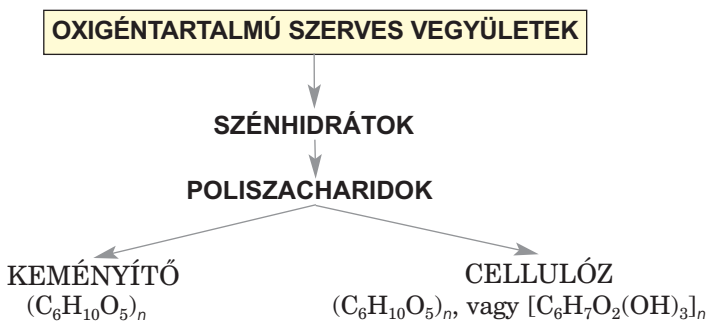 OXIGÉNTARTALMÚ SZERVES VEGYÜLETEK
SZÉNHIDRÁTOK
POLISZACHARIDOK
KEMÉNYÍTŐ
(C₆H₁₀O₅)ₙ
CELLULÓZ
(C₆H₁₀O₅)ₙ, vagy [C₆H₇O₂(OH)₃]ₙ